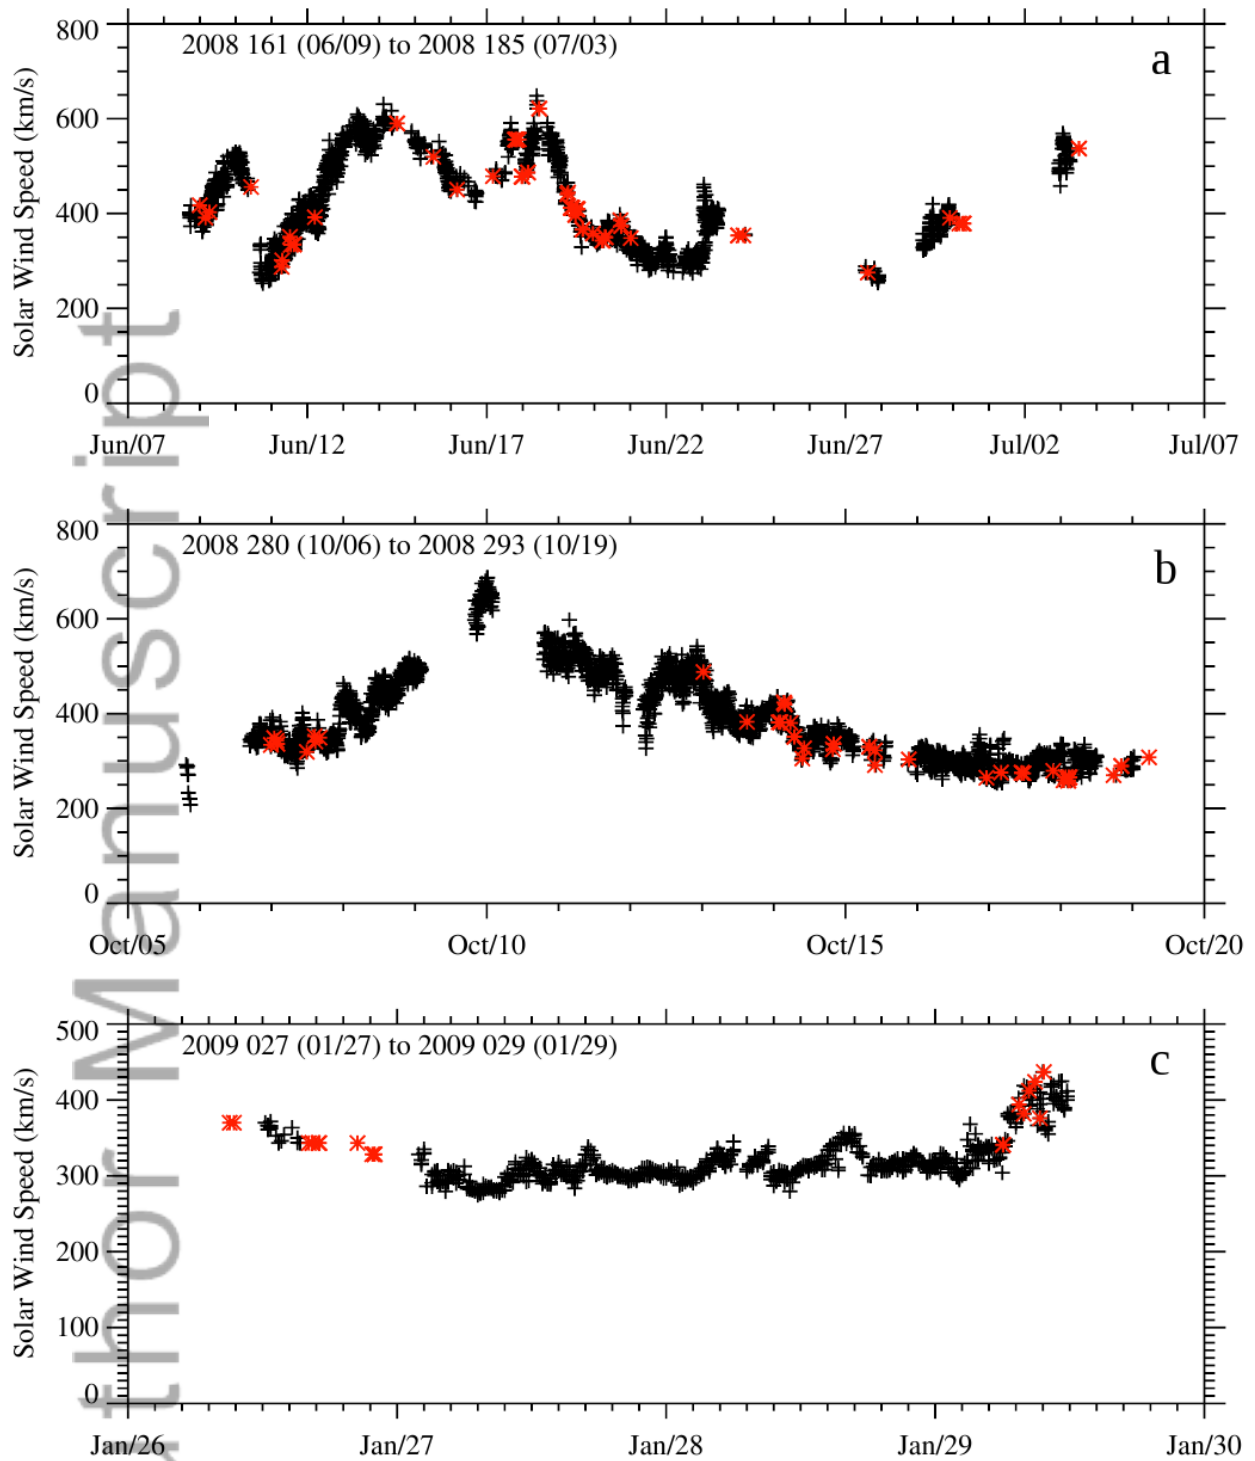 2008 161 (06/09) to 2008 185 (07/03)
a
Solar Wind Speed (km/s)
800
600
400
200
0
Jun/07 Jun/12 Jun/17 Jun/22 Jun/27 Jul/02 Jul/07
2008 280 (10/06) to 2008 293 (10/19)
b
Solar Wind Speed (km/s)
800
600
400
200
0
Oct/05 Oct/10 Oct/15 Oct/20
2009 027 (01/27) to 2009 029 (01/29)
c
Solar Wind Speed (km/s)
500
400
300
200
100
0
Jan/26 Jan/27 Jan/28 Jan/29 Jan/30
thor Manuscript